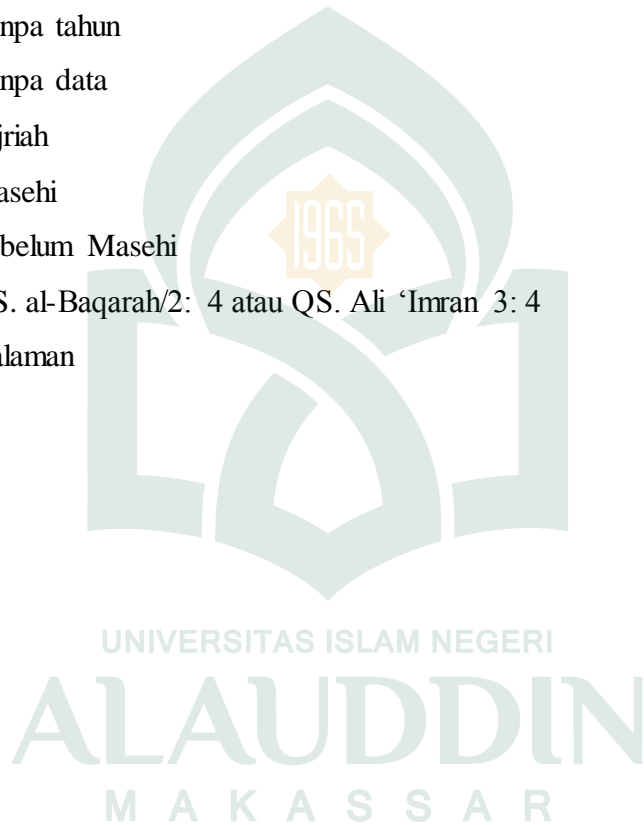 npa tahun
npa data
jriah
asehi
belum Masehi
S. al-Baqarah/2: 4 atau QS. Ali ‘Imran 3: 4
alaman
1965
UNIVERSITAS ISLAM NEGERI
ALAUDDIN
MAKASSAR